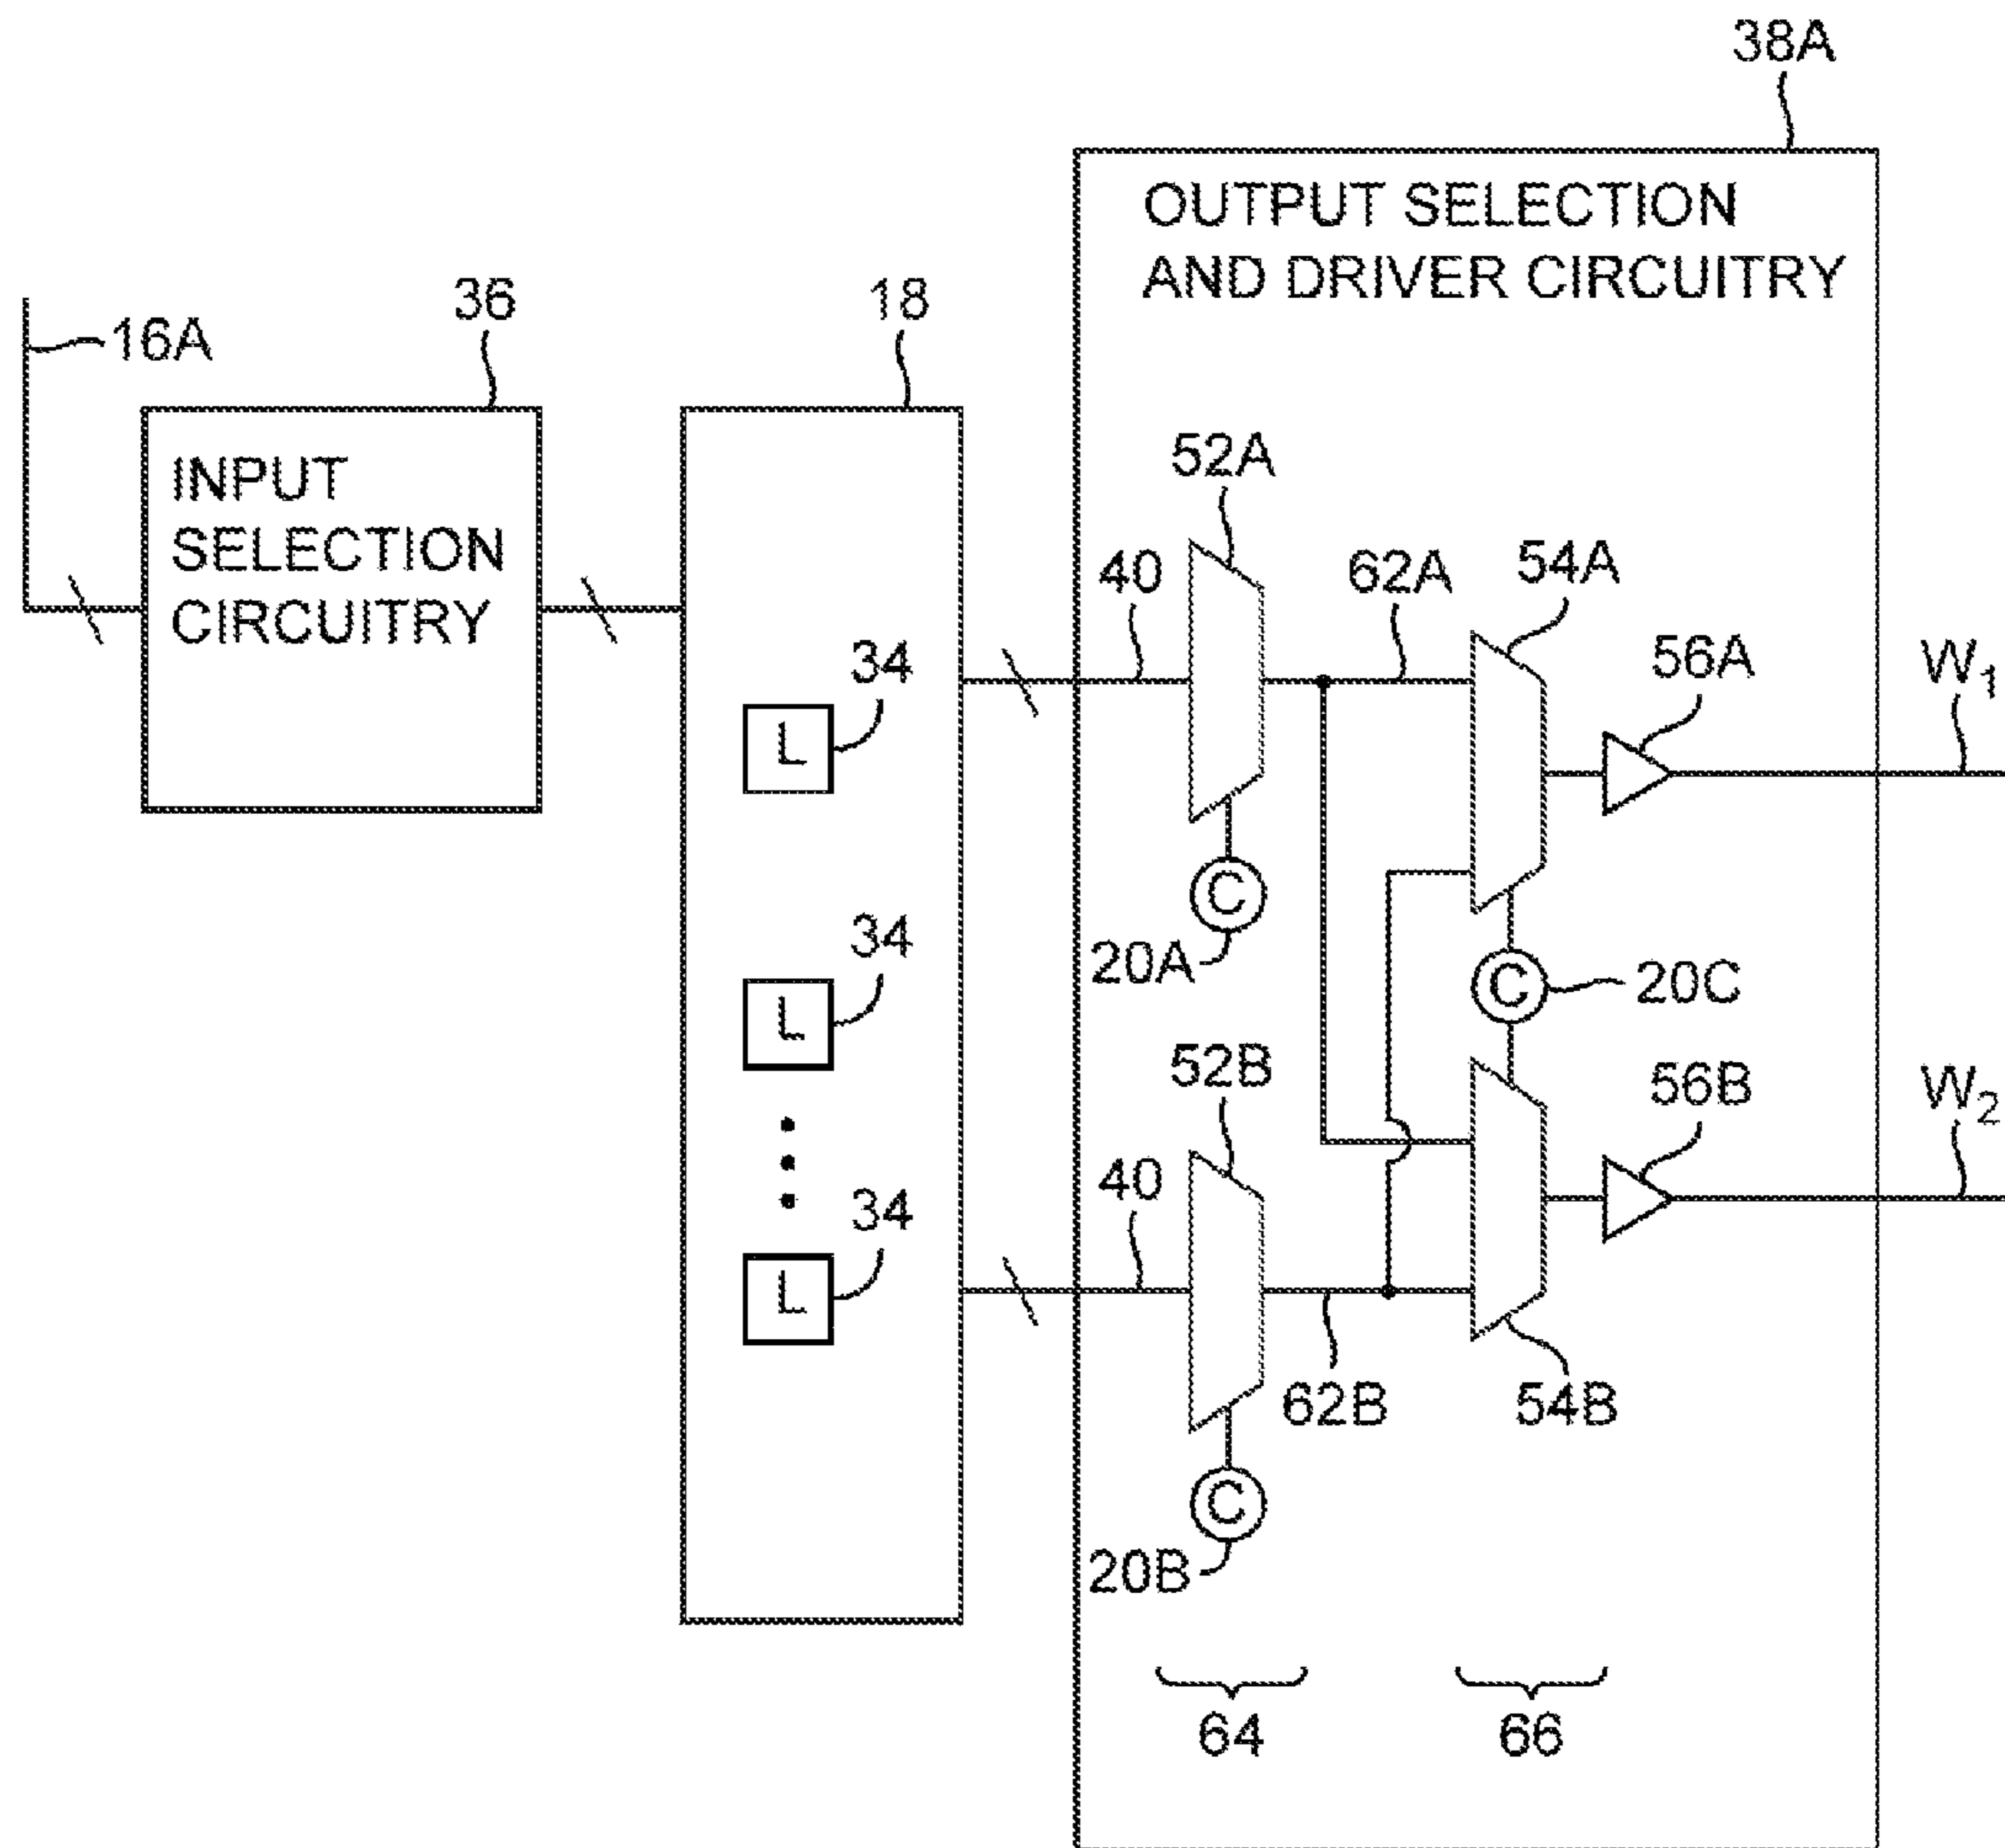 38A
OUTPUT SELECTION
AND DRIVER CIRCUITRY
16A
36
18
INPUT
SELECTION
CIRCUITRY
52A
40
62A
54A
34
56A
W1
L
C
20A
34
C
20C
L
52B
56B
W2
40
34
L
62B
54B
C
20B
64
66